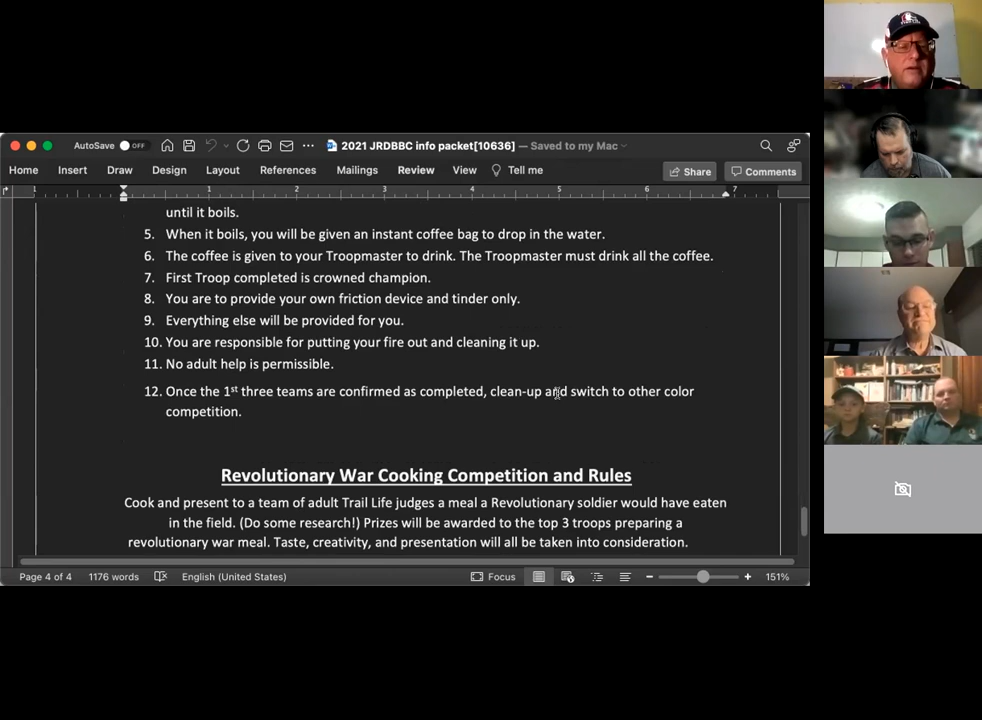 AutoSave OFF 2021 JRDBBC info packet[10636] — Saved to my Mac
Home Insert Draw Design Layout References Mailings Review View Tell me Share Comments
1 1 2 3 4 5 6 7
until it boils.
5. When it boils, you will be given an instant coffee bag to drop in the water.
6. The coffee is given to your Troopmaster to drink. The Troopmaster must drink all the coffee.
7. First Troop completed is crowned champion.
8. You are to provide your own friction device and tinder only.
9. Everything else will be provided for you.
10. You are responsible for putting your fire out and cleaning it up.
11. No adult help is permissible.
12. Once the 1st three teams are confirmed as completed, clean-up and switch to other color
competition.
Revolutionary War Cooking Competition and Rules
Cook and present to a team of adult Trail Life judges a meal a Revolutionary soldier would have eaten
in the field. (Do some research!) Prizes will be awarded to the top 3 troops preparing a
revolutionary war meal. Taste, creativity, and presentation will all be taken into consideration.
Page 4 of 4 1176 words English (United States) Focus 151%